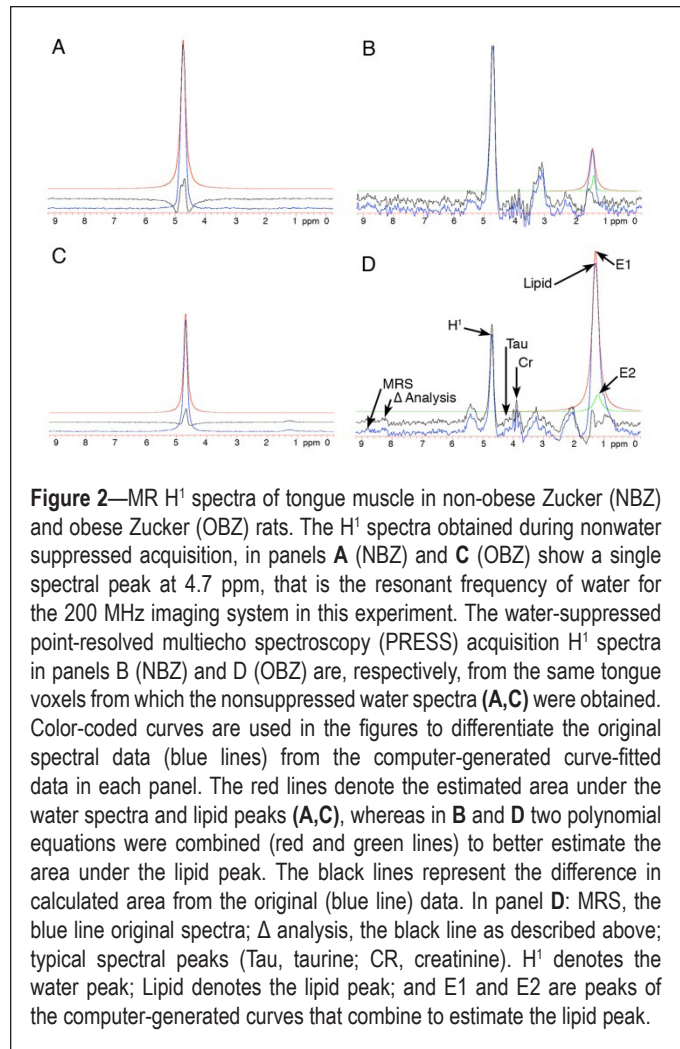 A
B
9 8 7 6 5 4 3 2 1 ppm 0
9 8 7 6 5 4 3 2 1 ppm 0
C
D
E1
Lipid
H¹
Tau
Cr
E2
MRS
Δ Analysis
9 8 7 6 5 4 3 2 1 ppm 0
9 8 7 6 5 4 3 2 1 ppm 0
Figure 2—MR H¹ spectra of tongue muscle in non-obese Zucker (NBZ)
and obese Zucker (OBZ) rats. The H¹ spectra obtained during nonwater
suppressed acquisition, in panels A (NBZ) and C (OBZ) show a single
spectral peak at 4.7 ppm, that is the resonant frequency of water for
the 200 MHz imaging system in this experiment. The water-suppressed
point-resolved multiecho spectroscopy (PRESS) acquisition H¹ spectra
in panels B (NBZ) and D (OBZ) are, respectively, from the same tongue
voxels from which the nonsuppressed water spectra (A,C) were obtained.
Color-coded curves are used in the figures to differentiate the original
spectral data (blue lines) from the computer-generated curve-fitted
data in each panel. The red lines denote the estimated area under the
water spectra and lipid peaks (A,C), whereas in B and D two polynomial
equations were combined (red and green lines) to better estimate the
area under the lipid peak. The black lines represent the difference in
calculated area from the original (blue line) data. In panel D: MRS, the
blue line original spectra; Δ analysis, the black line as described above;
typical spectral peaks (Tau, taurine; CR, creatinine). H¹ denotes the
water peak; Lipid denotes the lipid peak; and E1 and E2 are peaks of
the computer-generated curves that combine to estimate the lipid peak.